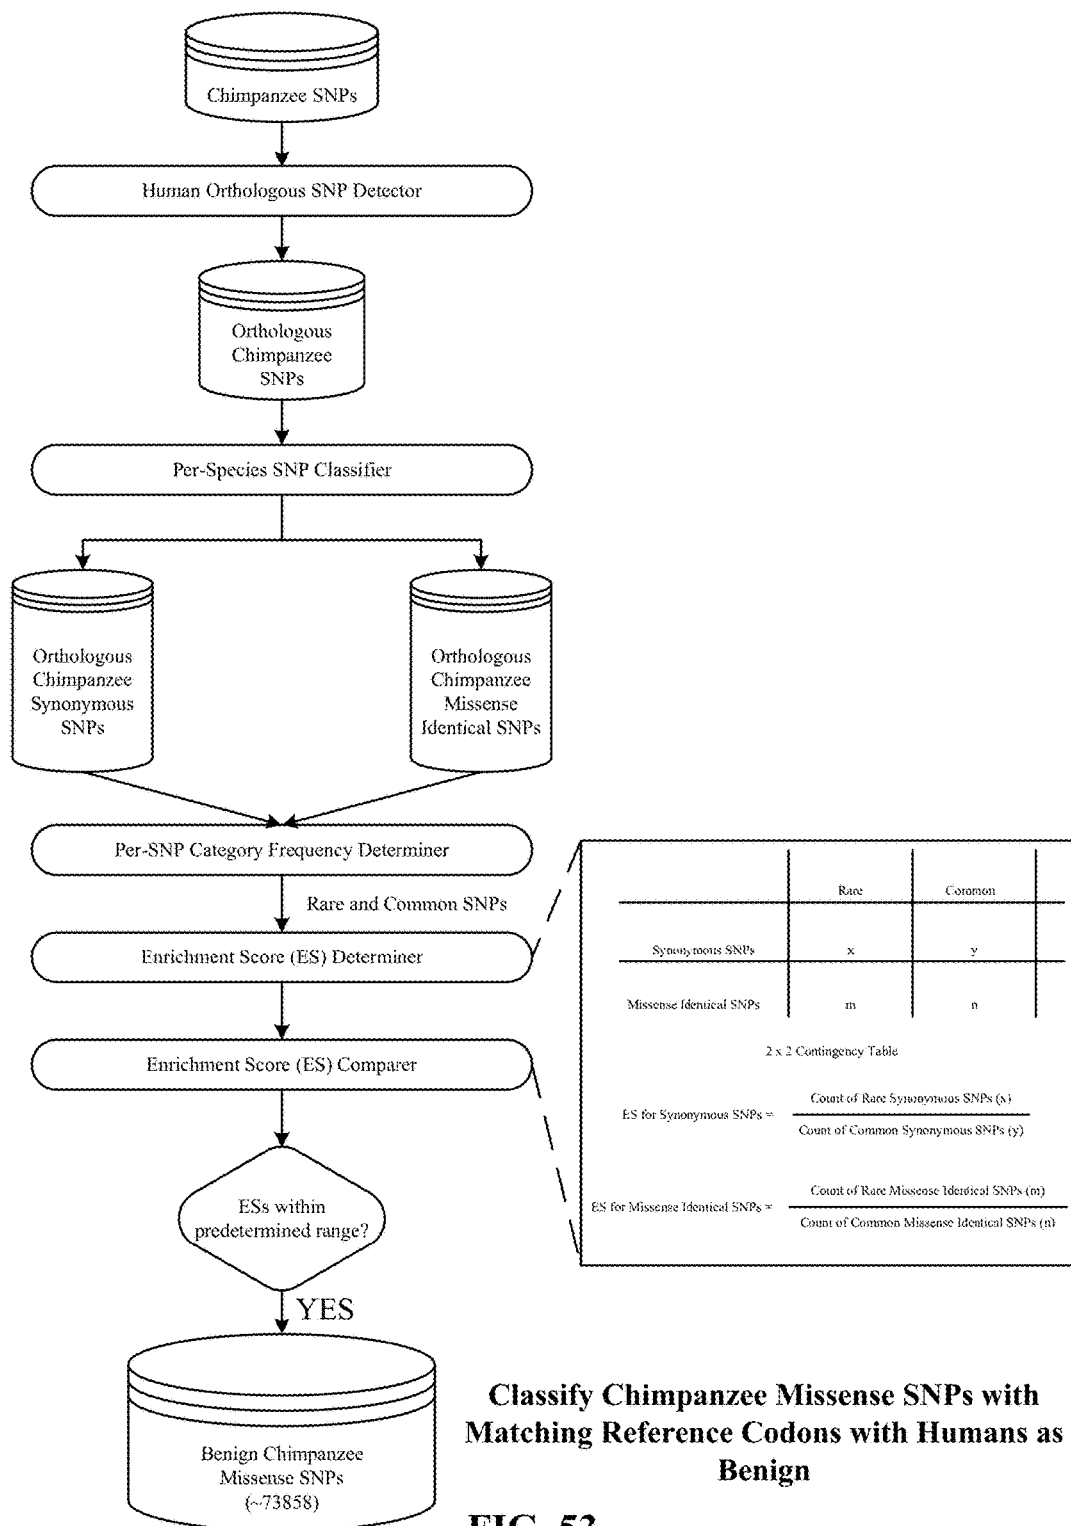 Chimpanzee SNPs
Human Orthologous SNP Detector
Orthologous
Chimpanzee
SNPs
Per-Species SNP Classifier
Orthologous
Chimpanzee
Synonymous
SNPs
Orthologous
Chimpanzee
Missense
Identical SNPs
Per-SNP Category Frequency Determiner
Rare and Common SNPs
Enrichment Score (ES) Determiner
Enrichment Score (ES) Comparer
Rare Common
Synonymous SNPs x y
Missense Identical SNPs m n
2 x 2 Contingency Table
ES for Synonymous SNPs =
Count of Rare Synonymous SNPs (x)
Count of Common Synonymous SNPs (y)
ES for Missense Identical SNPs =
Count of Rare Missense Identical SNPs (m)
Count of Common Missense Identical SNPs (n)
ESs within
predetermined range?
YES
Benign Chimpanzee
Missense SNPs
(~73858)
Classify Chimpanzee Missense SNPs with
Matching Reference Codons with Humans as
Benign
FIG. 53